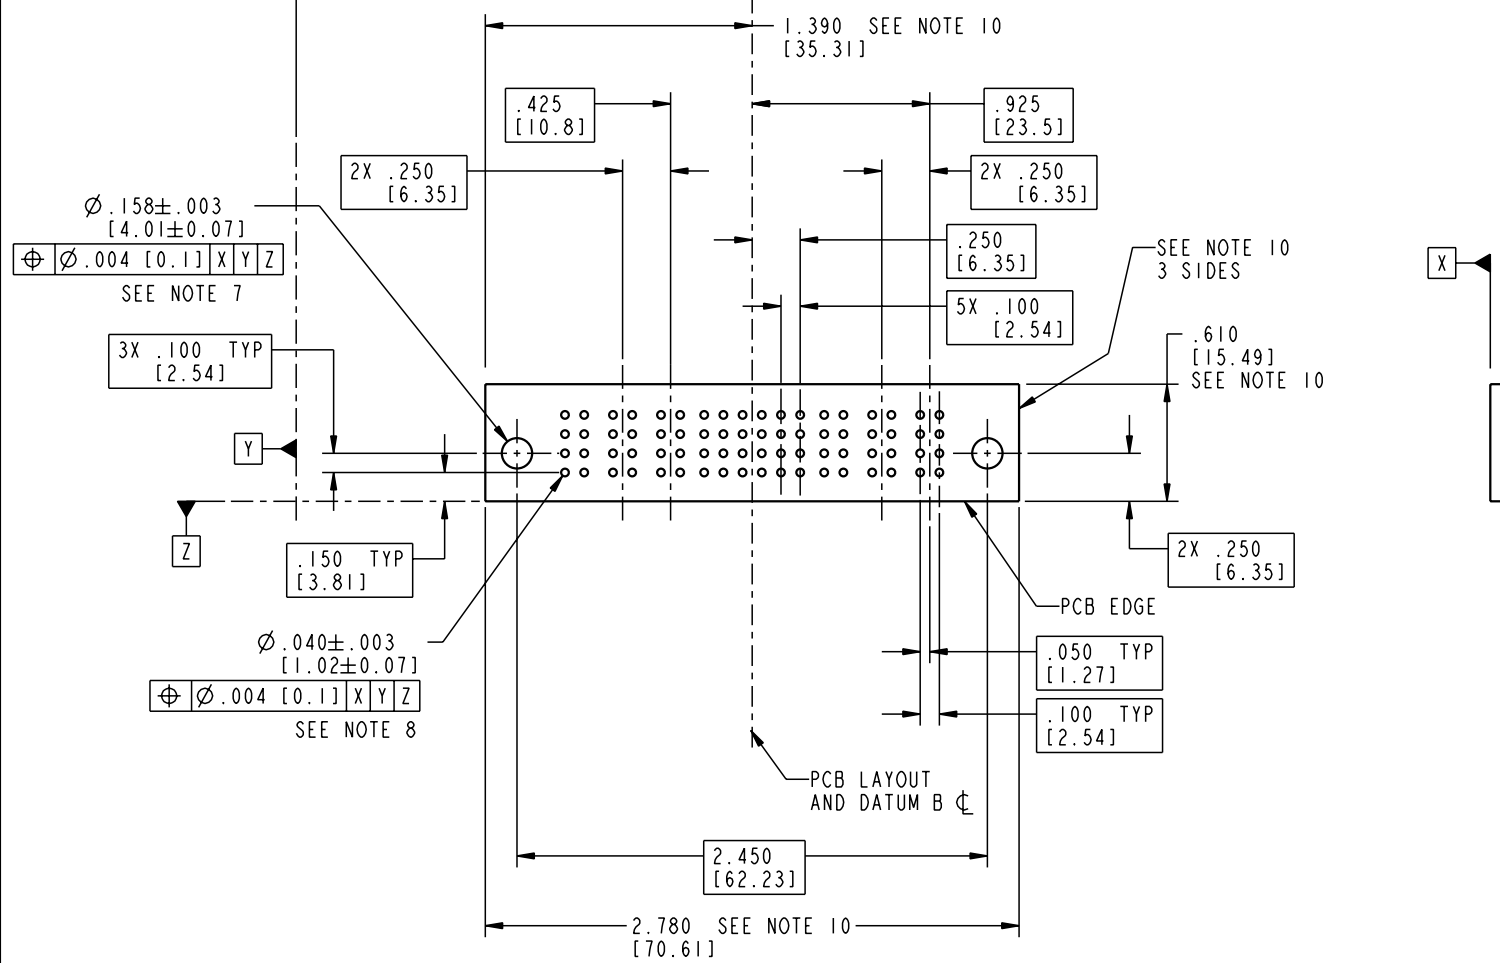 1.390 SEE NOTE 10
[35.31]
.425
[10.8]
.925
[23.5]
2X .250
[6.35]
2X .250
[6.35]
Ø.158±.003
[4.01±0.07]
⌖ Ø.004 [0.1] X Y Z
SEE NOTE 7
.250
[6.35]
SEE NOTE 10
3 SIDES
X
5X .100
[2.54]
3X .100 TYP
[2.54]
.610
[15.49]
SEE NOTE 10
Y
Z
.150 TYP
[3.81]
2X .250
[6.35]
PCB EDGE
Ø.040±.003
[1.02±0.07]
⌖ Ø.004 [0.1] X Y Z
SEE NOTE 8
.050 TYP
[1.27]
.100 TYP
[2.54]
PCB LAYOUT
AND DATUM B ℄
2.450
[62.23]
2.780 SEE NOTE 10
[70.61]